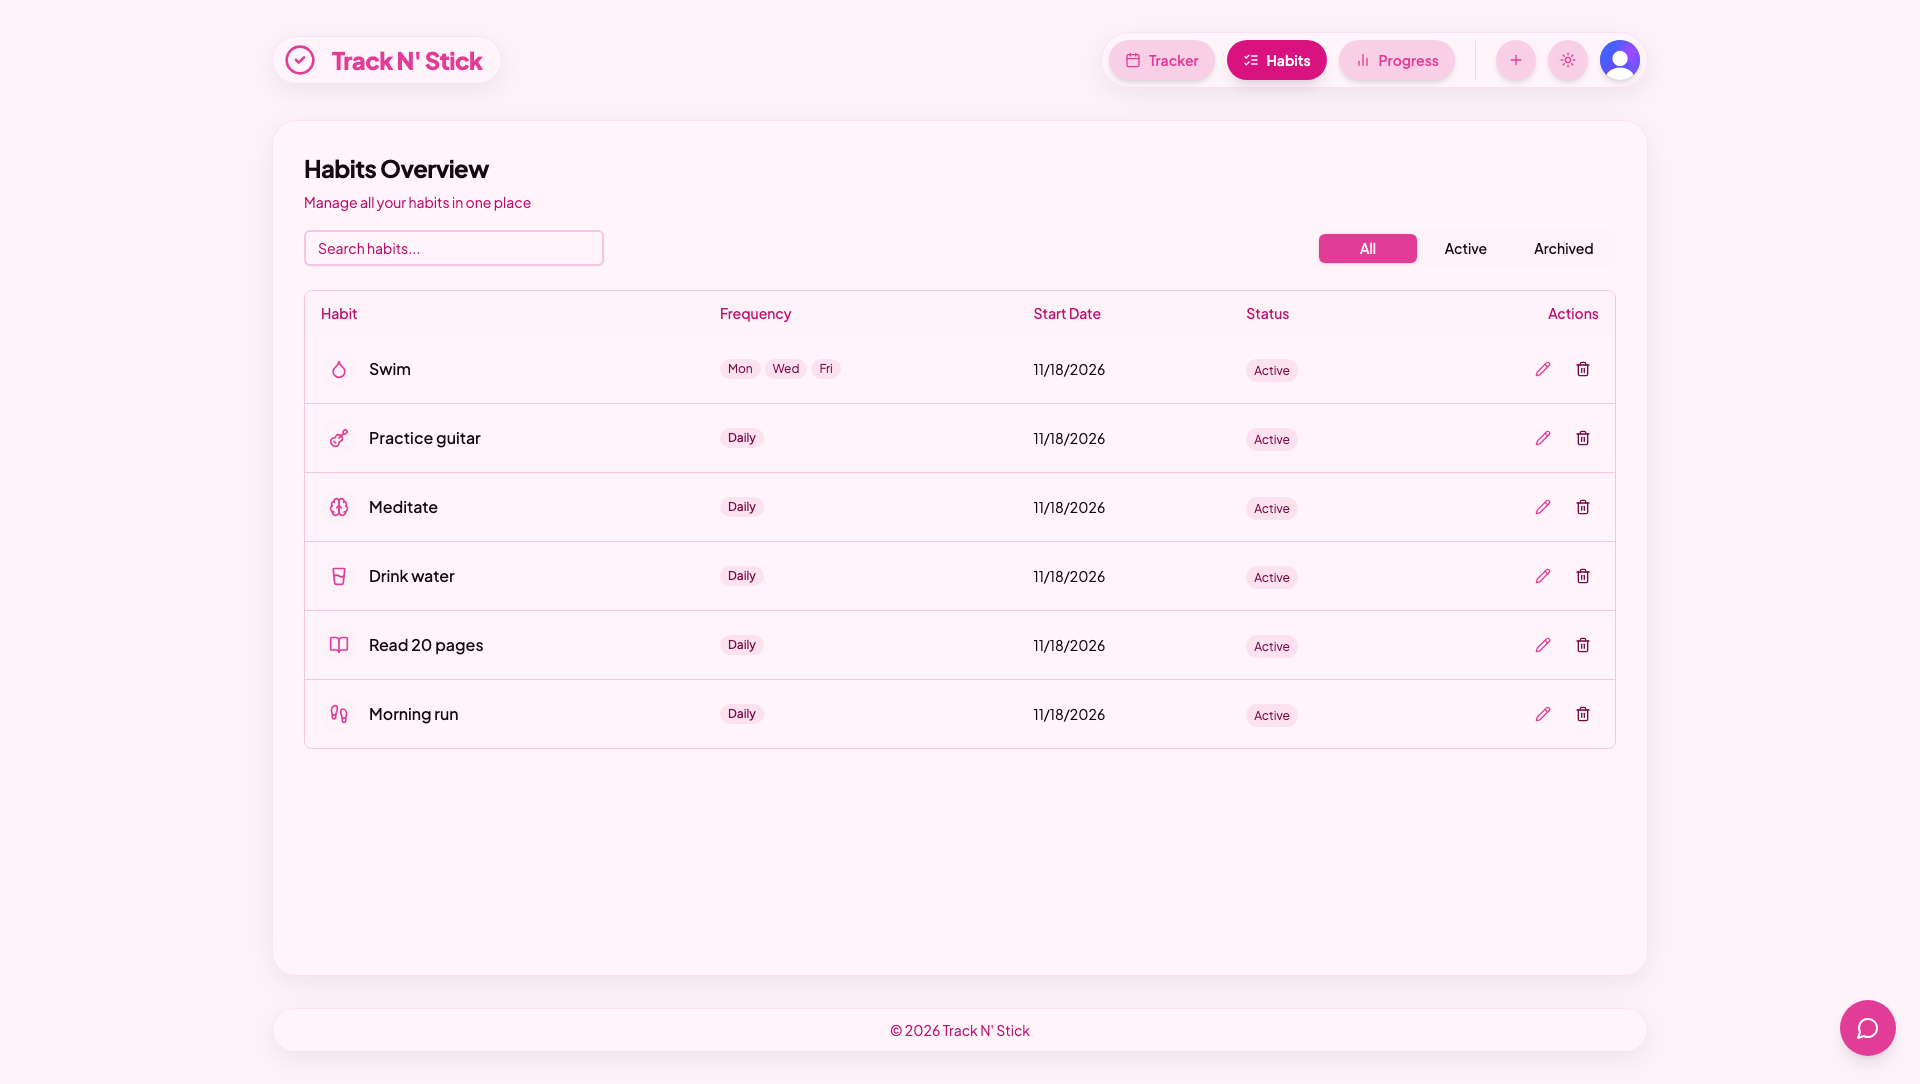 Track N' Stick
Tracker
Habits
Progress
Habits Overview
Manage all your habits in one place
Search habits...
All
Active
Archived
Habit
Frequency
Start Date
Status
Actions
Swim
Mon
Wed
Fri
11/18/2026
Active
Practice guitar
Daily
11/18/2026
Active
Meditate
Daily
11/18/2026
Active
Drink water
Daily
11/18/2026
Active
Read 20 pages
Daily
11/18/2026
Active
Morning run
Daily
11/18/2026
Active
© 2026 Track N' Stick